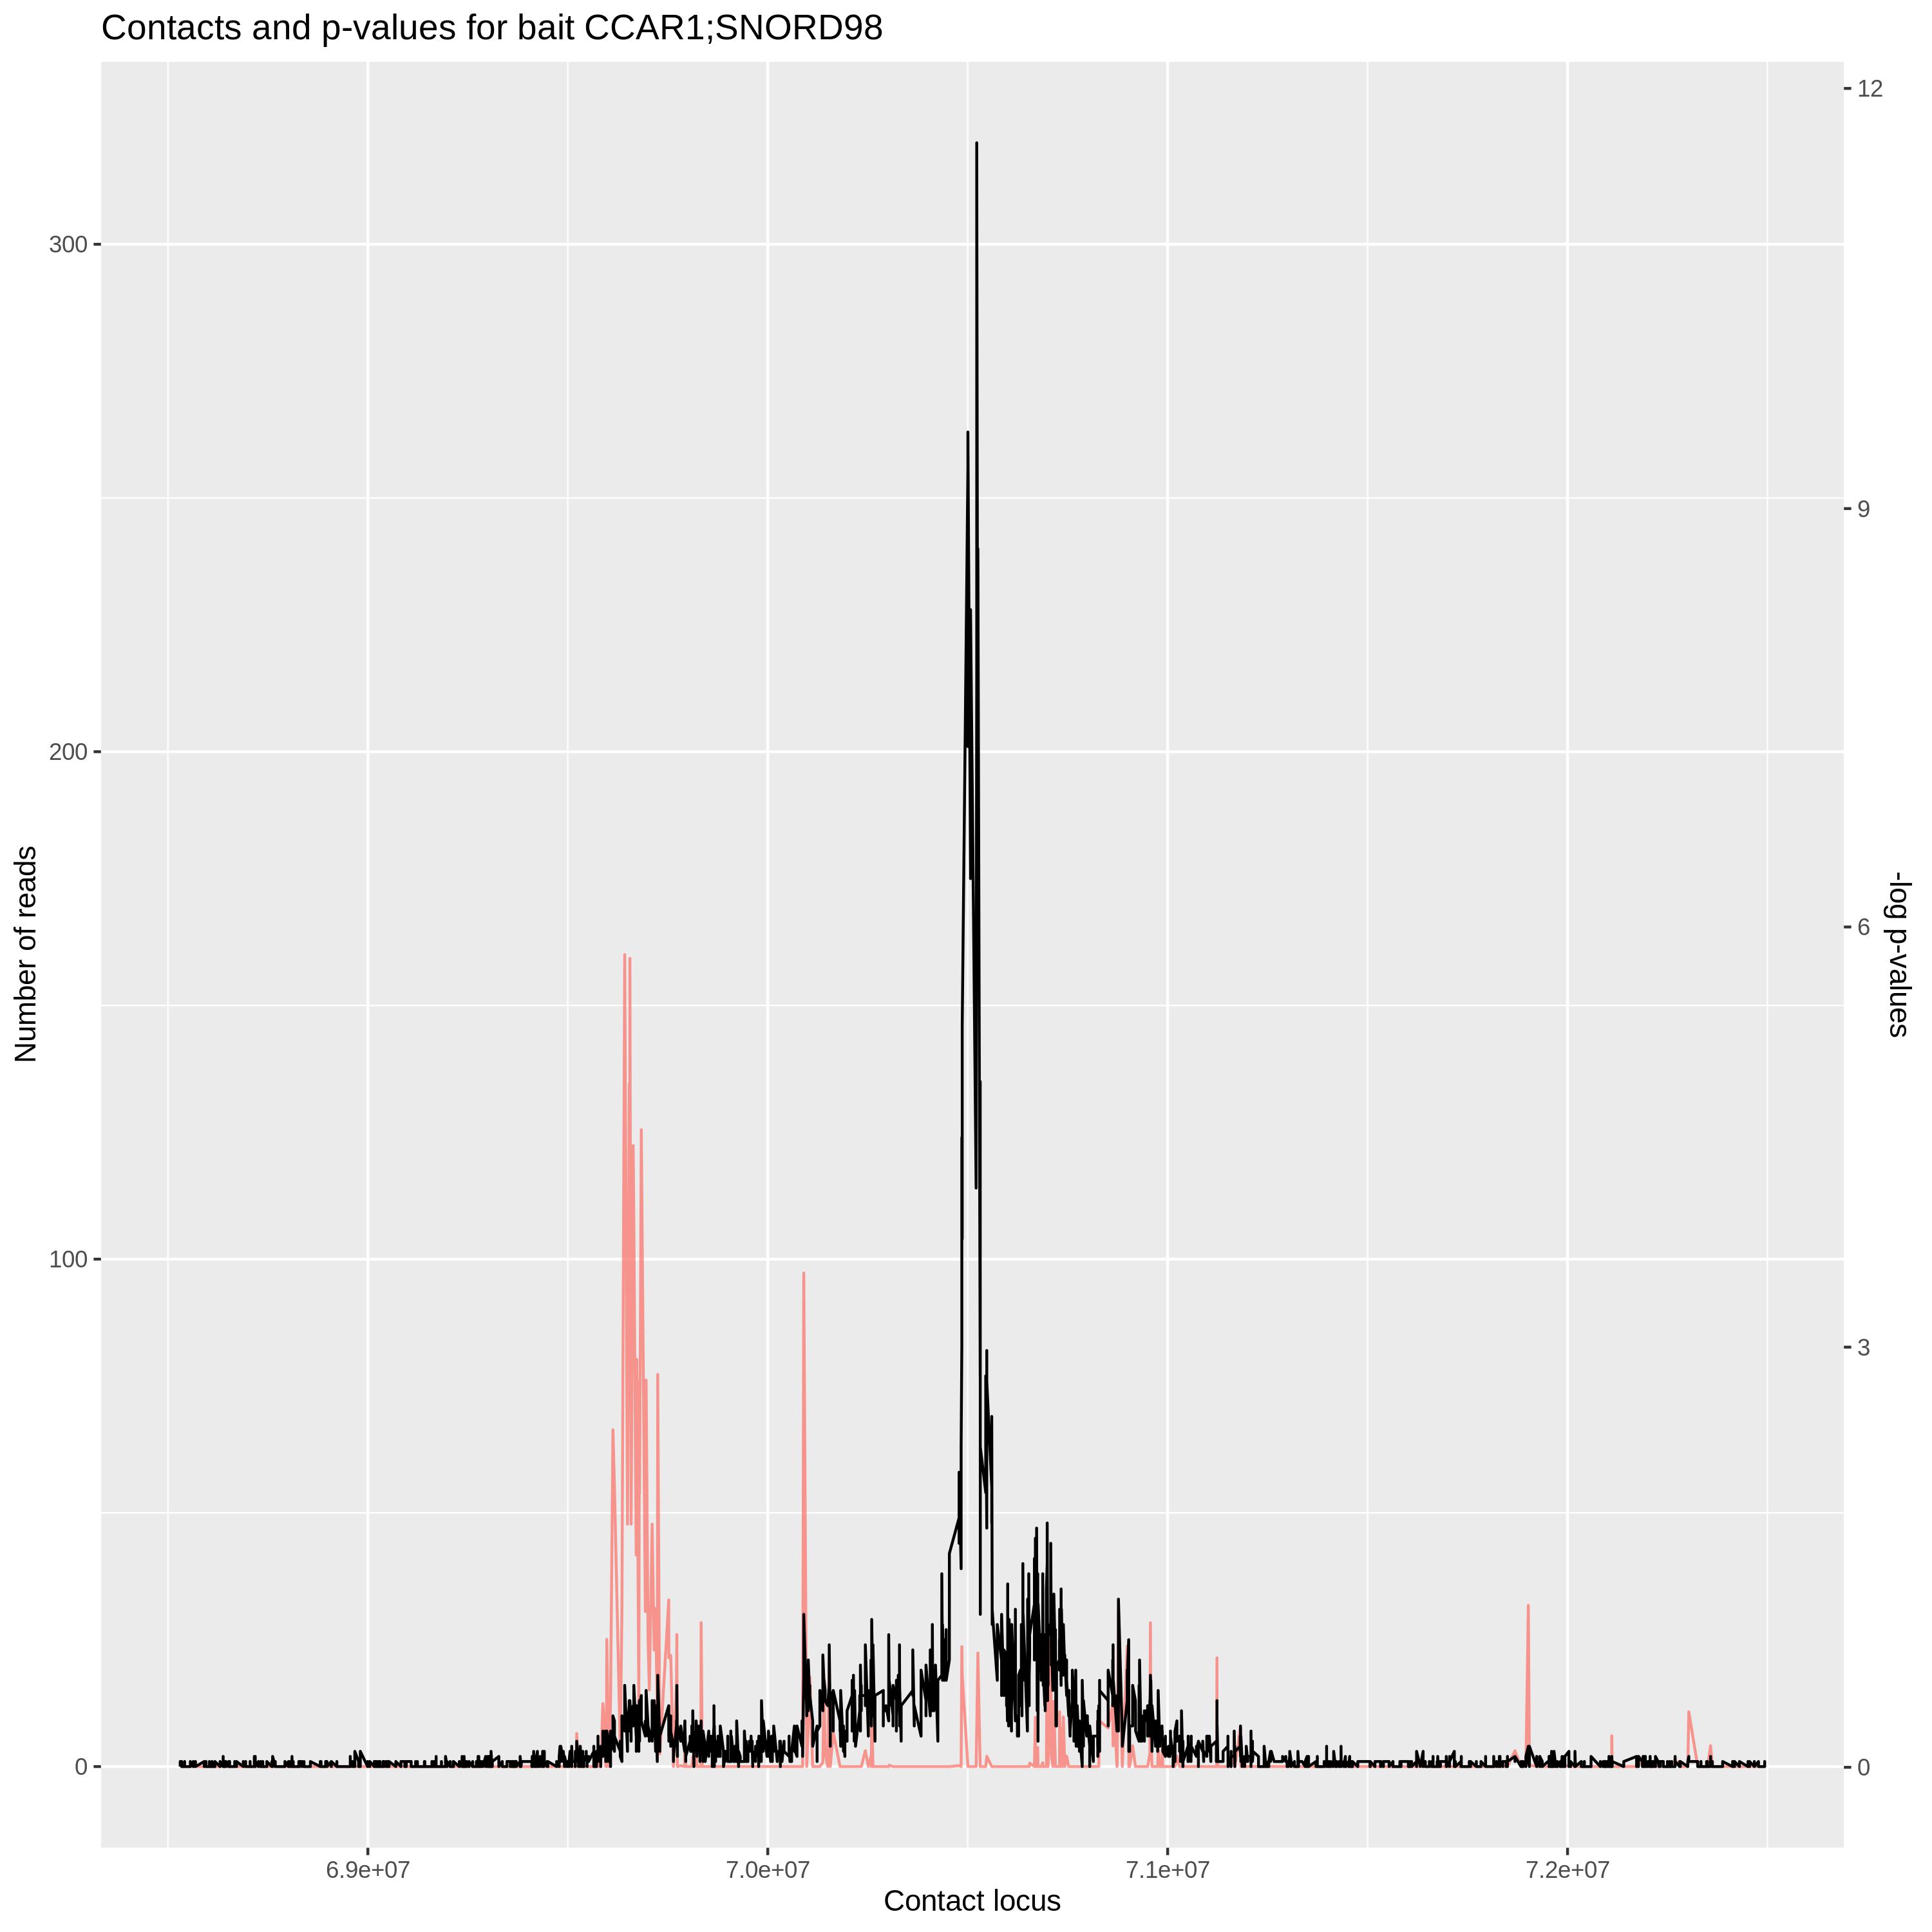 Contacts and p-values for bait CCAR1;SNORD98
12
300
9
200
Number of reads
-log p-values
6
100
3
0
0
6.9e+07 7.0e+07 7.1e+07 7.2e+07
Contact locus